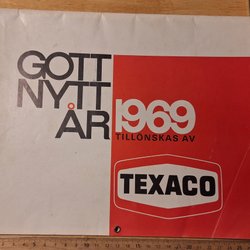 GOTT
NYTT
ÅR 1969
TILLÖNSKAS AV
TEXACO